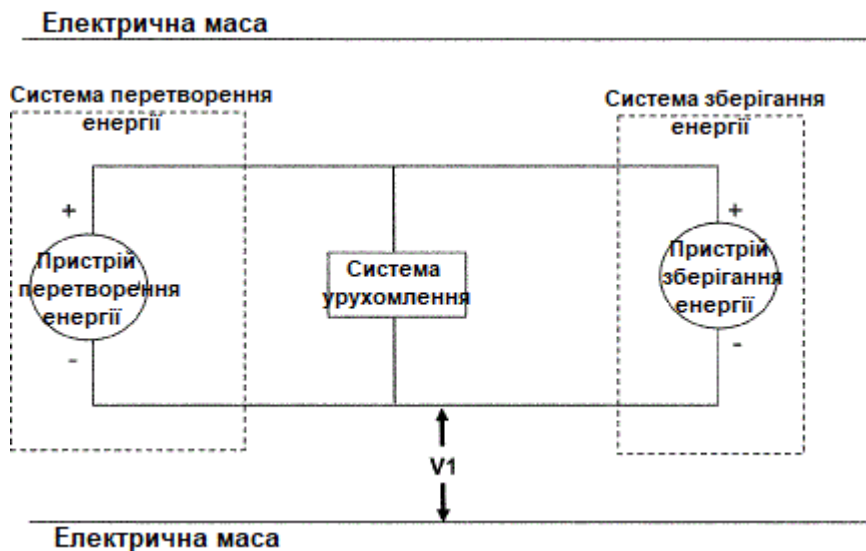 Електрична маса
Система перетворення
енергії
Система зберігання
енергії
+
Пристрій
перетворення
енергії
-
Система
урухомлення
+
Пристрій
зберігання
енергії
-
V1
Електрична маса